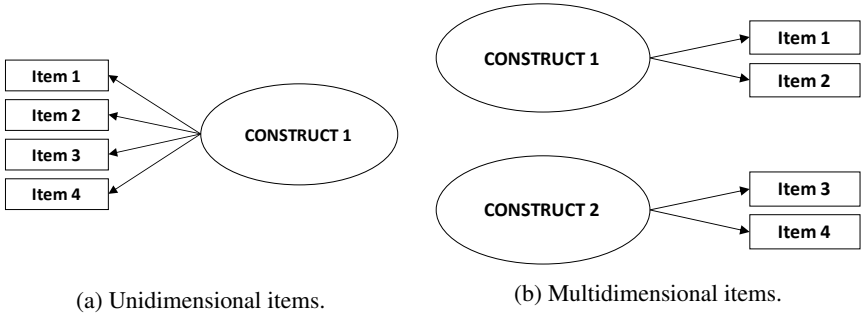 Item 1
Item 2
Item 3
Item 4
CONSTRUCT 1
(a) Unidimensional items.
CONSTRUCT 1
Item 1
Item 2
CONSTRUCT 2
Item 3
Item 4
(b) Multidimensional items.